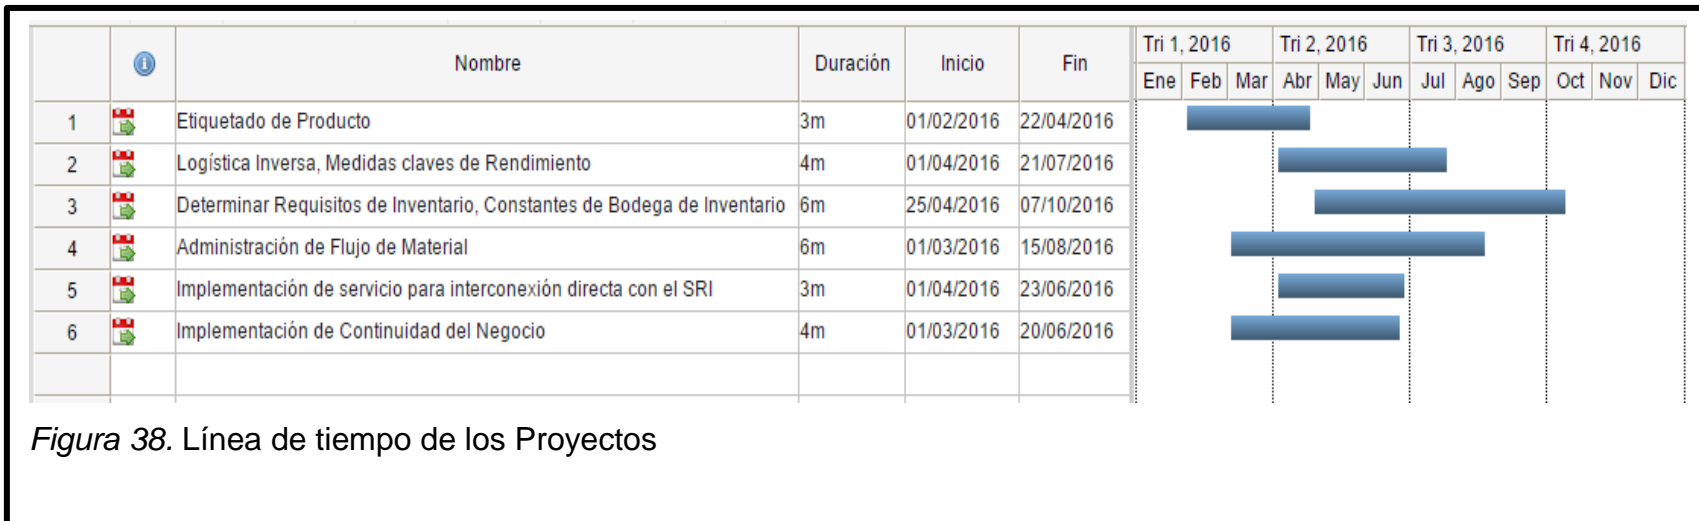 Nombre Duración Inicio Fin Tri 1, 2016 Tri 2, 2016 Tri 3, 2016 Tri 4, 2016
Ene Feb Mar Abr May Jun Jul Ago Sep Oct Nov Dic
1 Etiquetado de Producto 3m 01/02/2016 22/04/2016
2 Logística Inversa, Medidas claves de Rendimiento 4m 01/04/2016 21/07/2016
3 Determinar Requisitos de Inventario, Constantes de Bodega de Inventario 6m 25/04/2016 07/10/2016
4 Administración de Flujo de Material 6m 01/03/2016 15/08/2016
5 Implementación de servicio para interconexión directa con el SRI 3m 01/04/2016 23/06/2016
6 Implementación de Continuidad del Negocio 4m 01/03/2016 20/06/2016
Figura 38. Línea de tiempo de los Proyectos